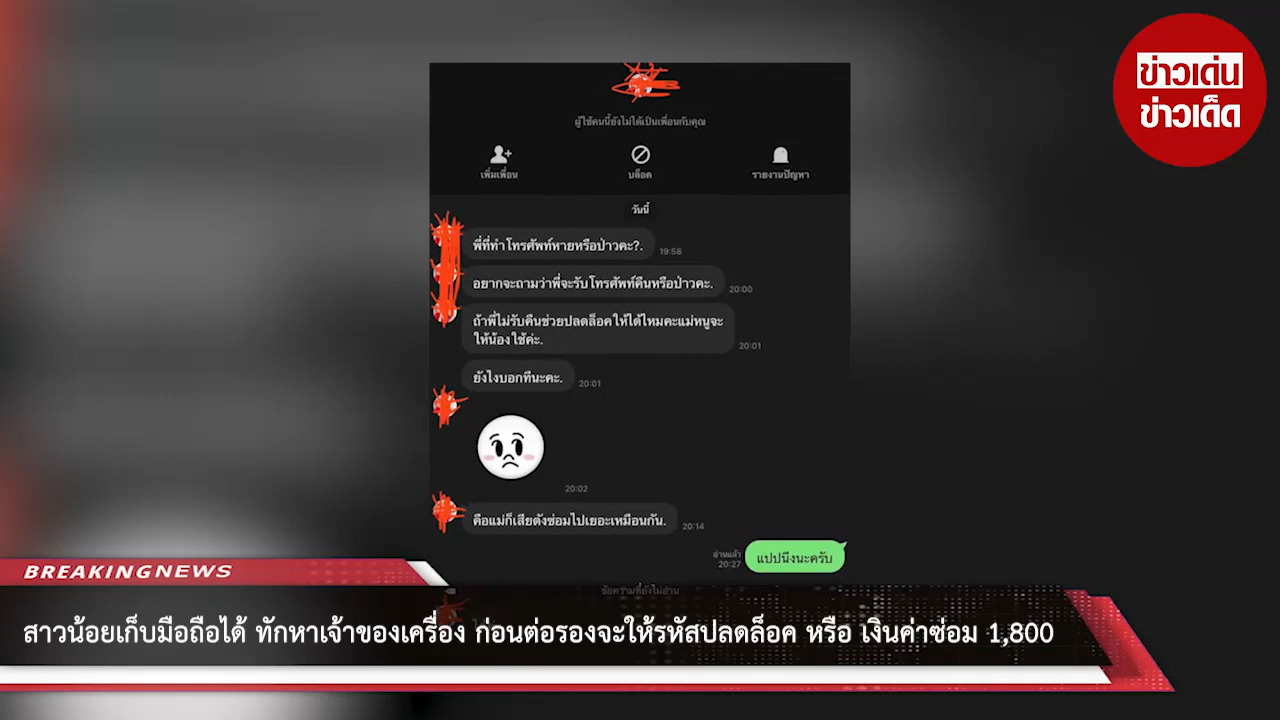 ข่าวเด่น
ข่าวเด็ด
ผู้ใช้คนนี้ยังไม่ได้เป็นเพื่อนกับคุณ
เพิ่มเพื่อน
บล็อค
รายงานปัญหา
วันนี้
พี่ที่ทำโทรศัพท์หายหรือป่าวคะ?.
19:58
อยากจะถามว่าพี่จะรับโทรศัพท์คืนหรือป่าวคะ.
20:00
ถ้าพี่ไม่รับคืนช่วยปลดล็อคให้ได้ไหมคะแม่หนูจะ
ให้น้องใช้ค่ะ.
20:01
ยังไงบอกทีนะคะ.
20:01
20:02
คือแม่ก็เสียตังซ่อมไปเยอะเหมือนกัน.
20:14
อ่านแล้ว
20:27
แปปนึงนะครับ
ข้อความที่ยังไม่อ่าน
BREAKINGNEWS
สาวน้อยเก็บมือถือได้ ทักหาเจ้าของเครื่อง ก่อนต่อรองจะให้รหัสปลดล็อค หรือ เงินค่าซ่อม 1,800